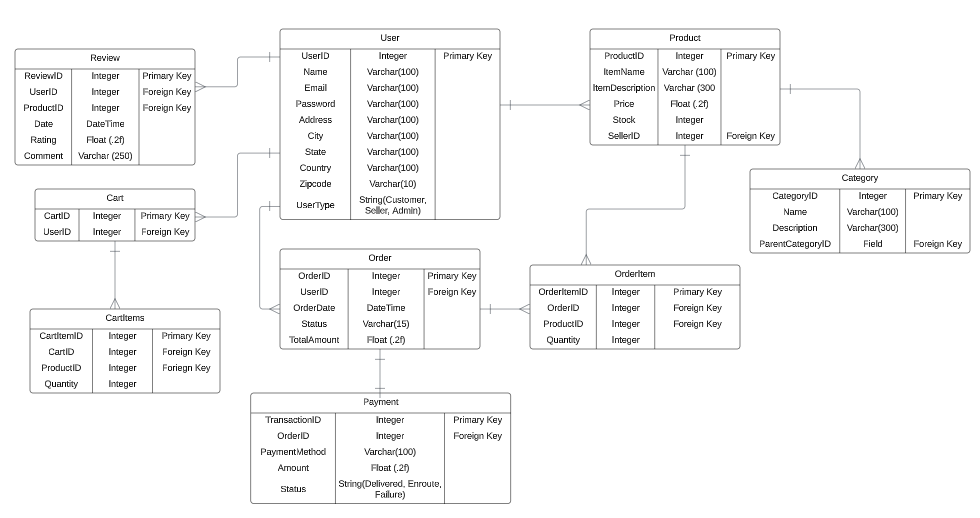 Review
ReviewID Integer Primary Key
UserID Integer Foreign Key
ProductID Integer Foreign Key
Date DateTime
Rating Float (.2f)
Comment Varchar (250)
User
UserID Integer Primary Key
Name Varchar(100)
Email Varchar(100)
Password Varchar(100)
Address Varchar(100)
City Varchar(100)
State Varchar(100)
Country Varchar(100)
Zipcode Varchar(10)
UserType String(Customer,
Seller, Admin)
Product
ProductID Integer Primary Key
ItemName Varchar (100)
ItemDescription Varchar (300
Price Float (.2f)
Stock Integer
SellerID Integer Foreign Key
Category
CategoryID Integer Primary Key
Name Varchar(100)
Description Varchar(300)
ParentCategoryID Field Foreign Key
Cart
CartID Integer Primary Key
UserID Integer Foreign Key
Order
OrderID Integer Primary Key
UserID Integer Foreign Key
OrderDate DateTime
Status Varchar(15)
TotalAmount Float (.2f)
OrderItem
OrderItemID Integer Primary Key
OrderID Integer Foreign Key
ProductID Integer Foreign Key
Quantity Integer
CartItems
CartItemID Integer Primary Key
CartID Integer Foreign Key
ProductID Integer Foriegn Key
Quantity Integer
Payment
TransactionID Integer Primary Key
OrderID Integer Foreign Key
PaymentMethod Varchar(100)
Amount Float (.2f)
Status String(Delivered, Enroute,
Failure)